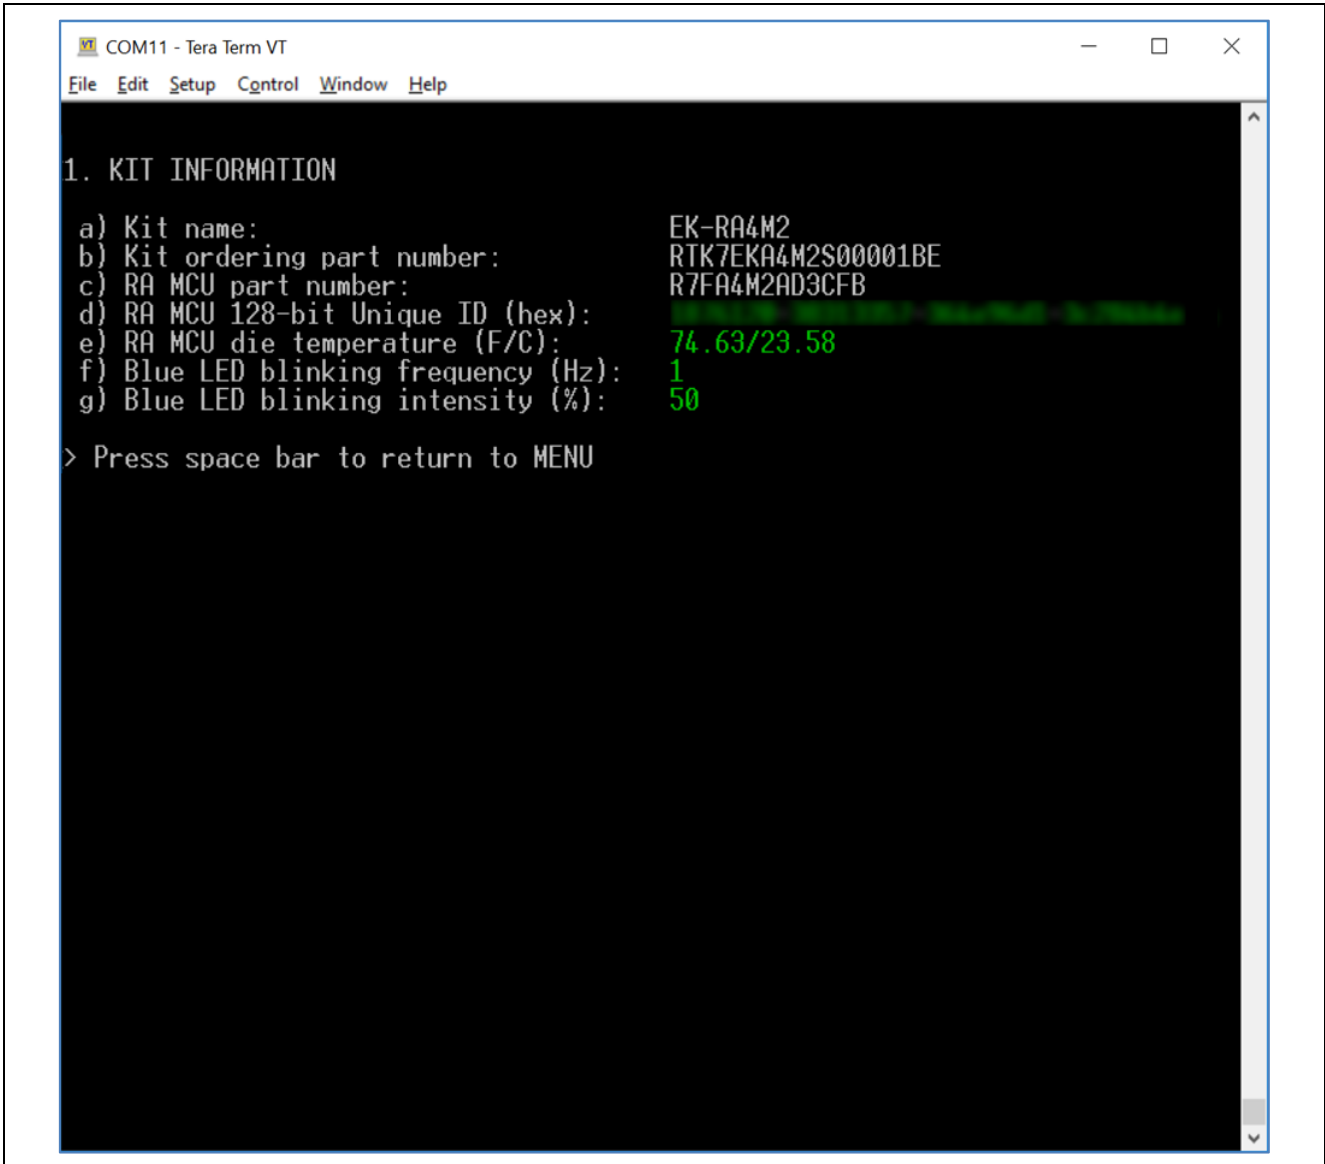 COM11 - Tera Term VT
File Edit Setup Control Window Help
1. KIT INFORMATION
a) Kit name: EK-RA4M2
b) Kit ordering part number: RTK7EKA4M2S00001BE
c) RA MCU part number: R7FA4M2AD3CFB
d) RA MCU 128-bit Unique ID (hex):
e) RA MCU die temperature (F/C): 74.63/23.58
f) Blue LED blinking frequency (Hz): 1
g) Blue LED blinking intensity (%): 50
> Press space bar to return to MENU